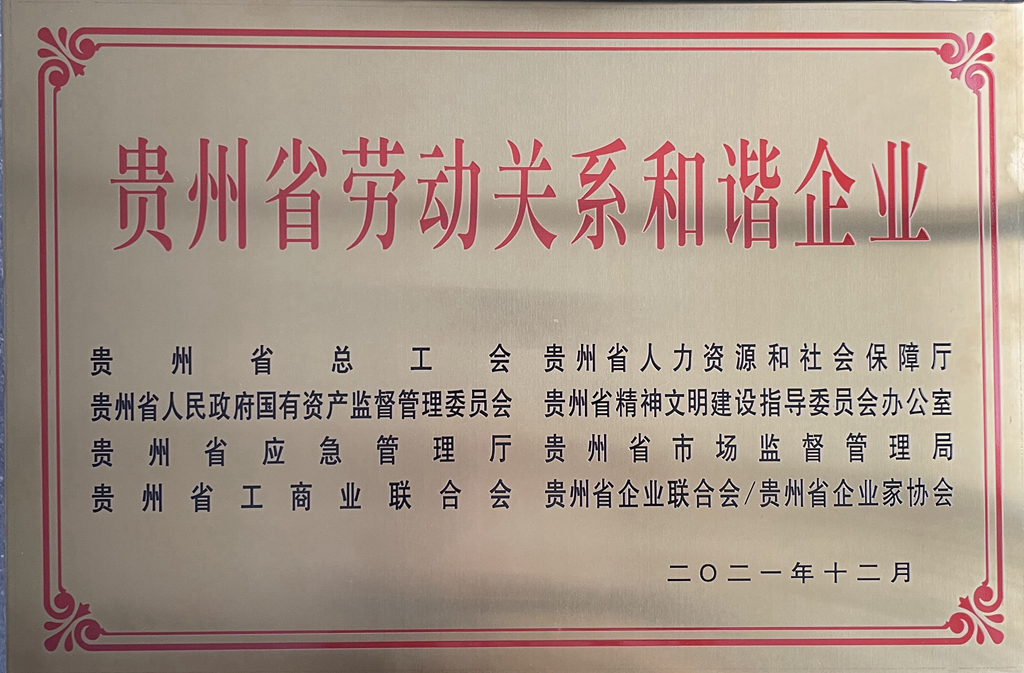 贵州省劳动关系和谐企业
贵州省总工会 贵州省人力资源和社会保障厅
贵州省人民政府国有资产监督管理委员会 贵州省精神文明建设指导委员会办公室
贵州省应急管理厅 贵州省市场监督管理局
贵州省工商业联合会 贵州省企业联合会/贵州省企业家协会
二〇二一年十二月